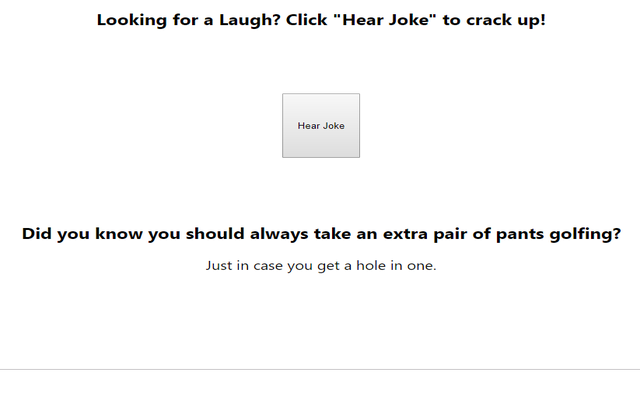 Looking for a Laugh? Click "Hear Joke" to crack up!
Hear Joke
Did you know you should always take an extra pair of pants golfing?
Just in case you get a hole in one.